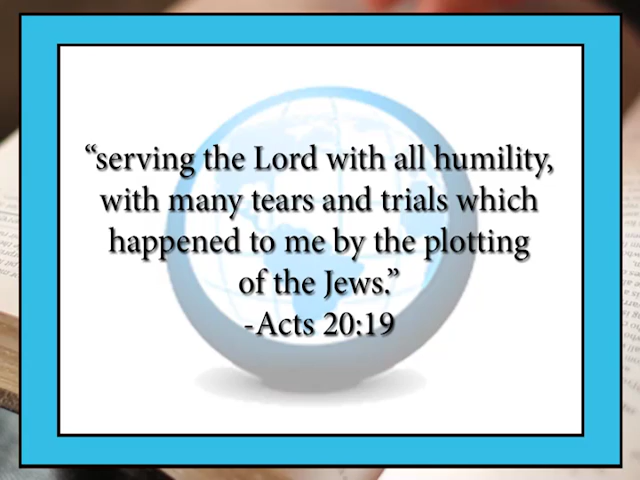 “serving the Lord with all humility,
with many tears and trials which
happened to me by the plotting
of the Jews.”
-Acts 20:19